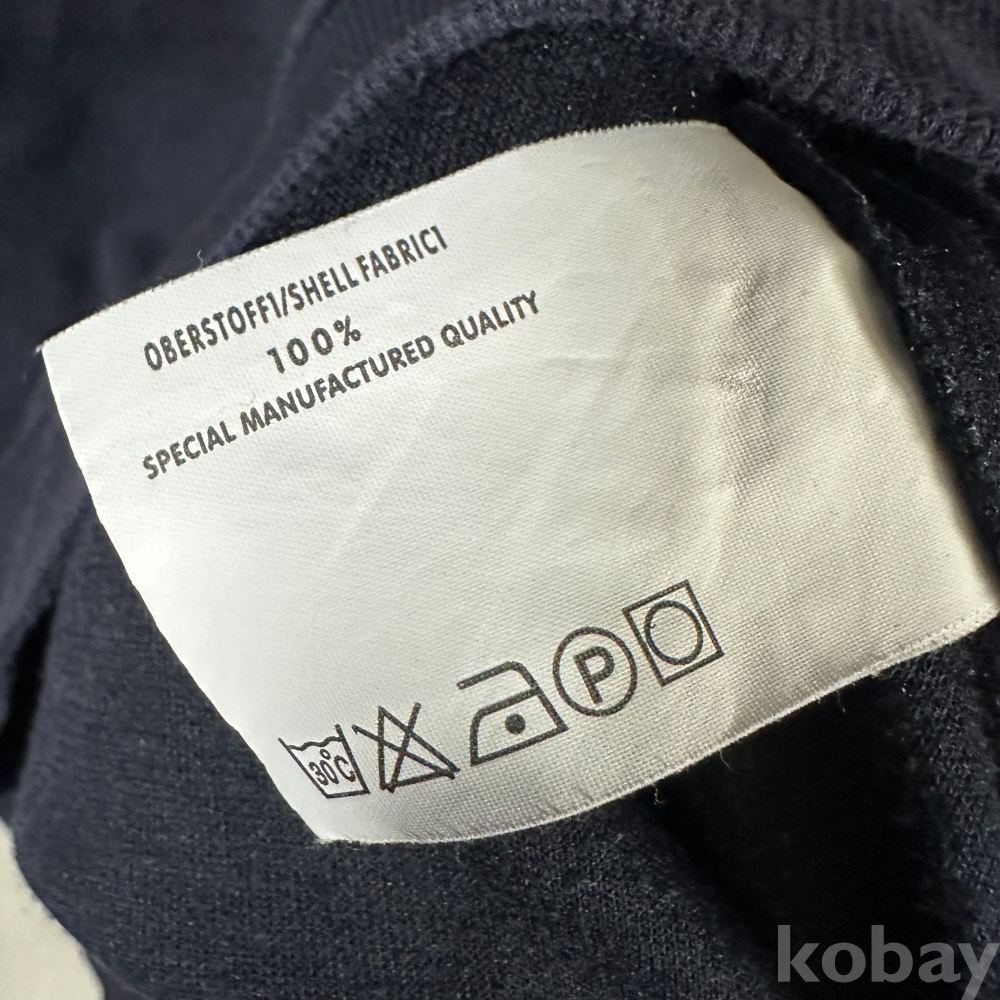 OBERSTOFF1/SHELL FABRIC1
100%
SPECIAL MANUFACTURED QUALITY
30°C
P
kobay